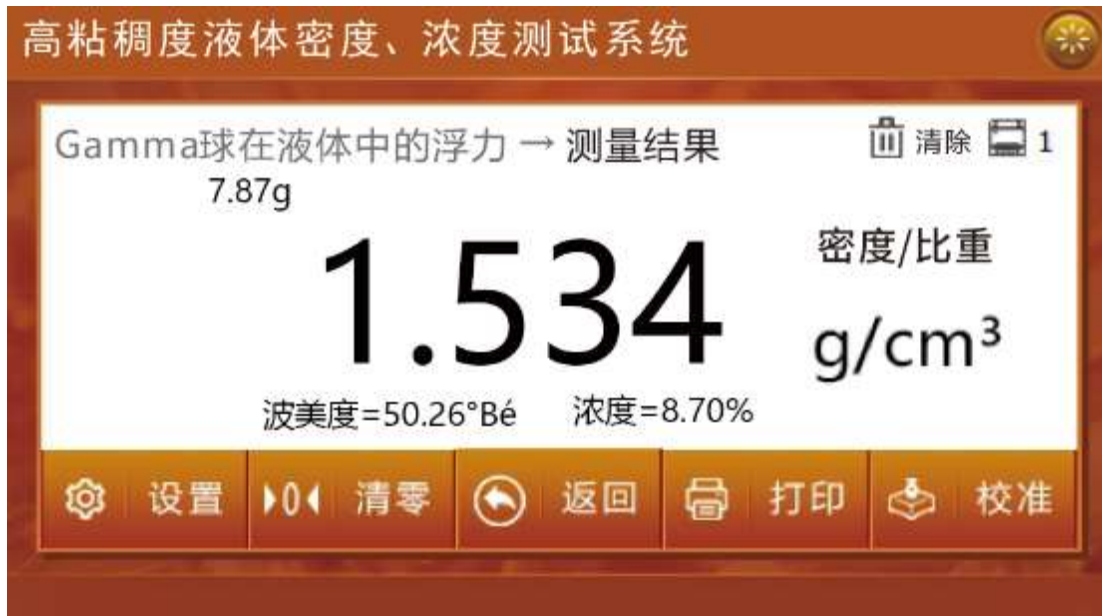 高粘稠度液体密度、浓度测试系统
Gamma球在液体中的浮力→测量结果 清除 1
7.87g
密度/比重
1.534 g/cm³
波美度=50.26°Bé 浓度=8.70%
设置 0 清零 返回 打印 校准